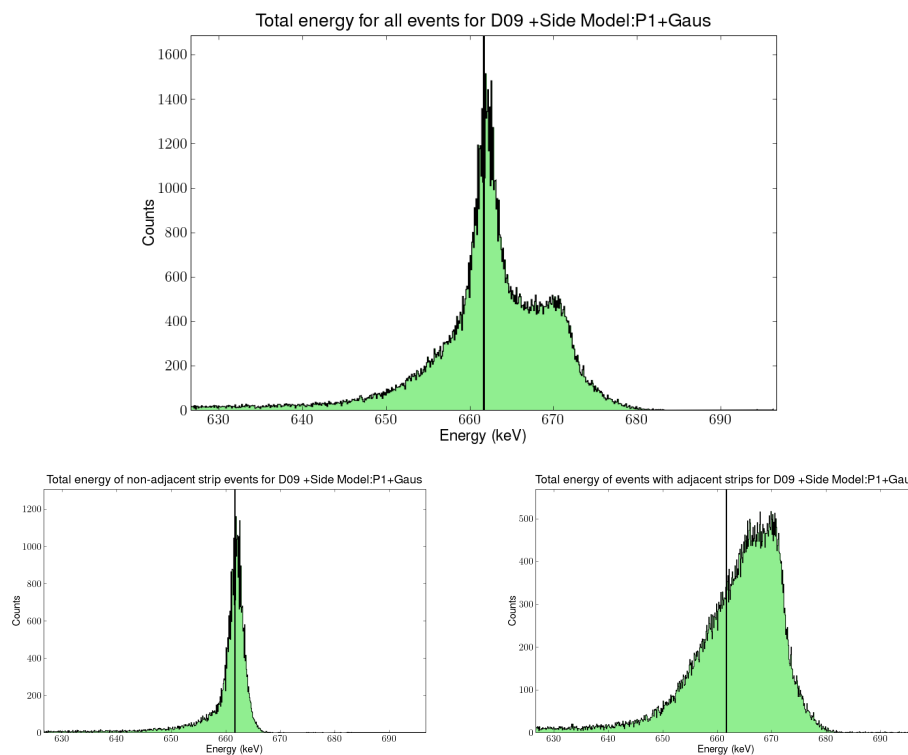 Total energy for all events for D09 +Side Model:P1+Gaus
1600
1400
1200
1000
800
600
400
200
0
Counts
630 640 650 660 670 680 690
Energy (keV)
Total energy of non-adjacent strip events for D09 +Side Model:P1+Gaus
1200
1000
800
600
400
200
0
Counts
630 640 650 660 670 680 690
Energy (keV)
Total energy of events with adjacent strips for D09 +Side Model:P1+Gau
500
400
300
200
100
0
Counts
630 640 650 660 670 680 690
Energy (keV)